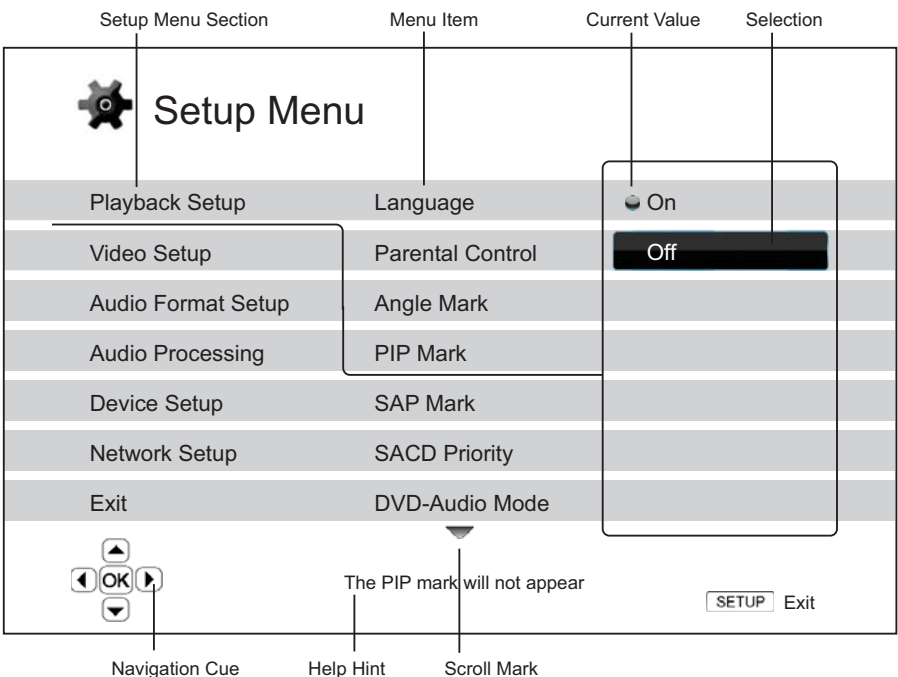 Setup Menu Section Menu Item Current Value Selection
Setup Menu
Playback Setup Language On
Video Setup Parental Control Off
Audio Format Setup Angle Mark
Audio Processing PIP Mark
Device Setup SAP Mark
Network Setup SACD Priority
Exit DVD-Audio Mode
OK
The PIP mark will not appear
SETUP Exit
Navigation Cue Help Hint Scroll Mark